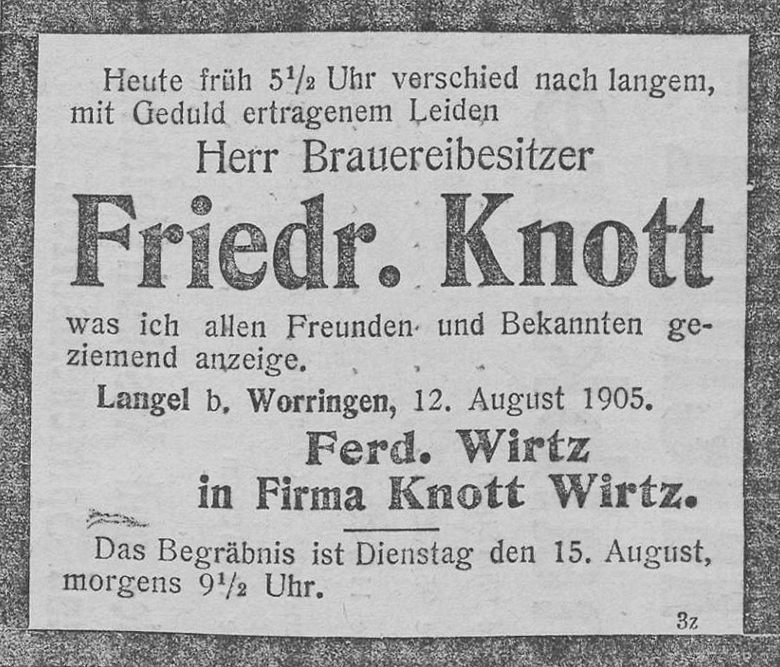 Heute früh 5½ Uhr verschied nach langem,
mit Geduld ertragenem Leiden
Herr Brauereibesitzer
Friedr. Knott
was ich allen Freunden und Bekannten ge-
ziemend anzeige.
Langel b. Worringen, 12. August 1905.
Ferd. Wirtz
in Firma Knott Wirtz.
Das Begräbnis ist Dienstag den 15. August,
morgens 9½ Uhr.
3z